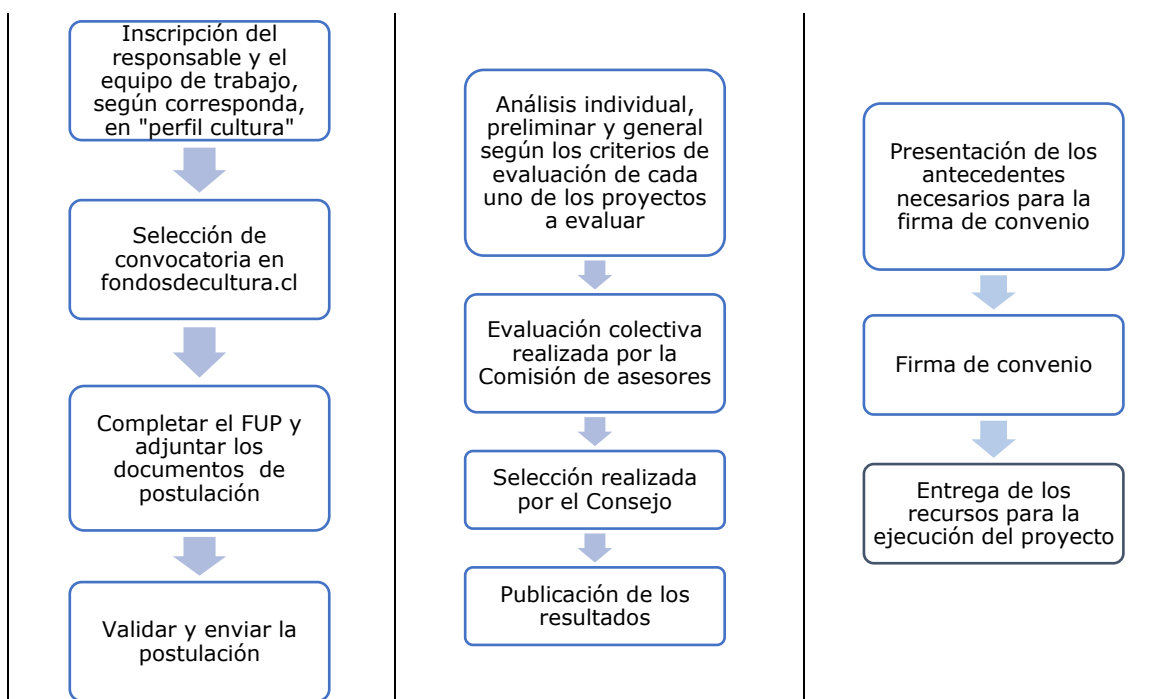 Inscripción del
responsable y el
equipo de trabajo,
según corresponda,
en "perfil cultura"
Selección de
convocatoria en
fondosdecultura.cl
Completar el FUP y
adjuntar los
documentos de
postulación
Validar y enviar la
postulación
Análisis individual,
preliminar y general
según los criterios de
evaluación de cada
uno de los proyectos
a evaluar
Evaluación colectiva
realizada por la
Comisión de asesores
Selección realizada
por el Consejo
Publicación de los
resultados
Presentación de los
antecedentes
necesarios para la
firma de convenio
Firma de convenio
Entrega de los
recursos para la
ejecución del proyecto